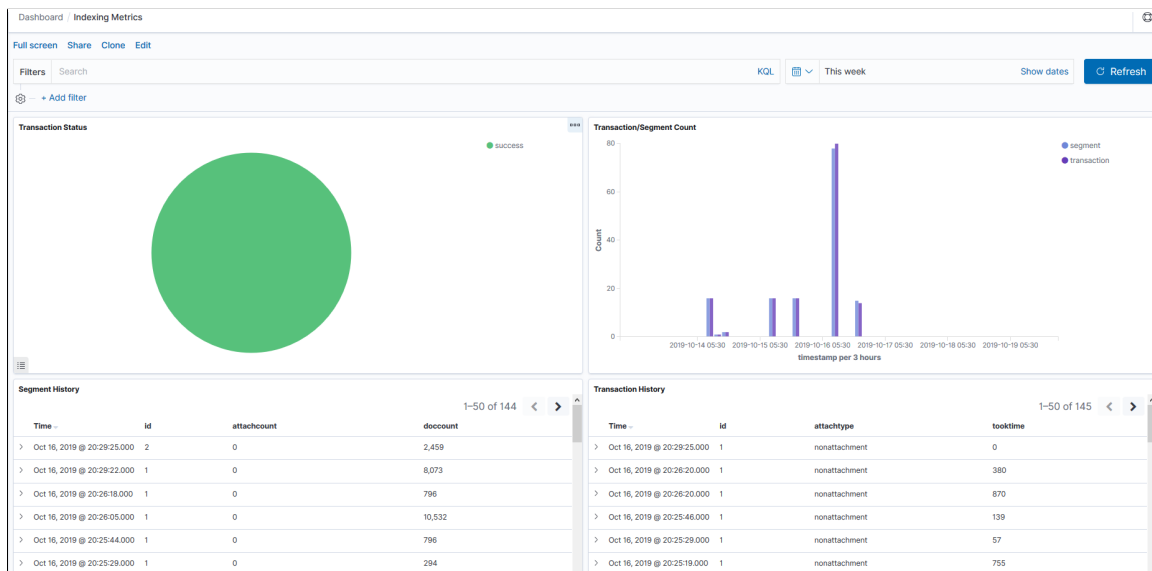 Dashboard / Indexing Metrics
Full screen Share Clone Edit
Filters Search KQL This week Show dates Refresh
+ Add filter
Transaction Status
success
Transaction/Segment Count
segment
transaction
80
60
40
20
0
Count
2019-10-14 05:30 2019-10-15 05:30 2019-10-16 05:30 2019-10-17 05:30 2019-10-18 05:30 2019-10-19 05:30
timestamp per 3 hours
Segment History
1–50 of 144
Time id attachcount doccount
Oct 16, 2019 @ 20:29:25.000 2 0 2,459
Oct 16, 2019 @ 20:29:22.000 1 0 8,073
Oct 16, 2019 @ 20:26:18.000 1 0 796
Oct 16, 2019 @ 20:26:05.000 1 0 10,532
Oct 16, 2019 @ 20:25:44.000 1 0 796
Oct 16, 2019 @ 20:25:29.000 1 0 294
Transaction History
1–50 of 145
Time id attachtype tooktime
Oct 16, 2019 @ 20:29:25.000 1 nonattachment 0
Oct 16, 2019 @ 20:26:20.000 1 nonattachment 380
Oct 16, 2019 @ 20:26:20.000 1 nonattachment 870
Oct 16, 2019 @ 20:25:46.000 1 nonattachment 139
Oct 16, 2019 @ 20:25:29.000 1 nonattachment 57
Oct 16, 2019 @ 20:25:19.000 1 nonattachment 755